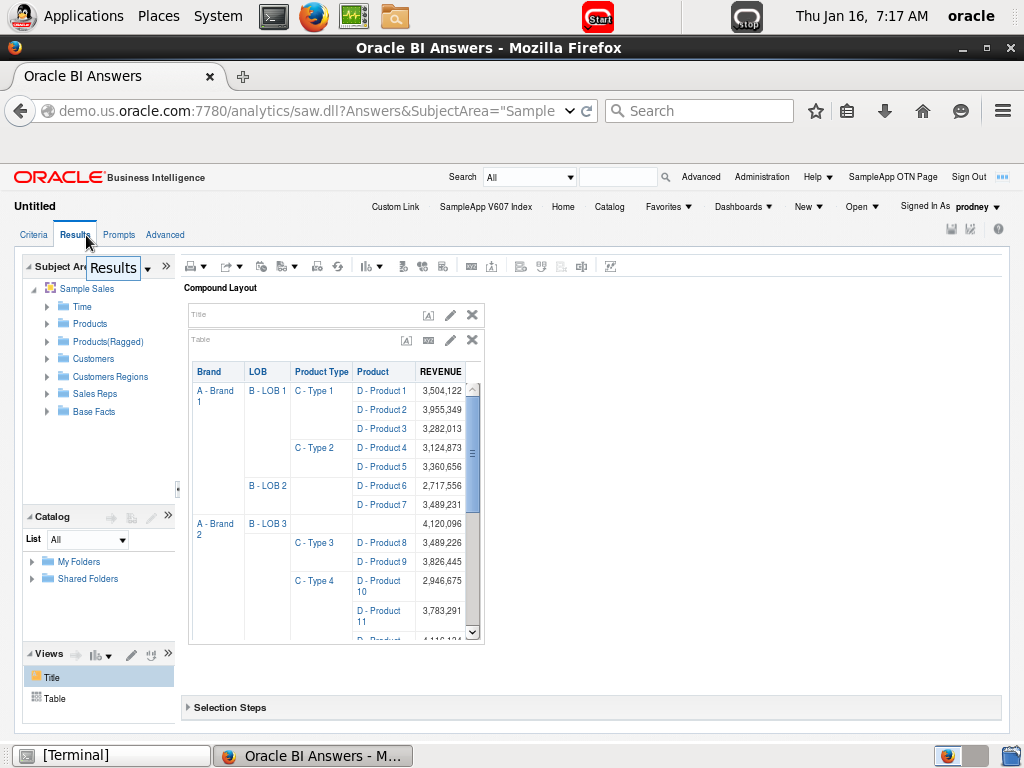 Applications Places System Start stop Thu Jan 16, 7:17 AM oracle
Oracle BI Answers - Mozilla Firefox
Oracle BI Answers
demo.us.oracle.com:7780/analytics/saw.dll?Answers&SubjectArea="Sample Search
ORACLE Business Intelligence Search All Advanced Administration Help SampleApp OTN Page Sign Out
Untitled Custom Link SampleApp V607 Index Home Catalog Favorites Dashboards New Open Signed In As prodney
Criteria Results Prompts Advanced
Subject Are
Results
Sample Sales
Time
Products
Products(Ragged)
Customers
Customers Regions
Sales Reps
Base Facts
Catalog
List All
My Folders
Shared Folders
Views
Title
Table
Compound Layout
Title
Table
Brand LOB Product Type Product REVENUE
A - Brand 1 B - LOB 1 C - Type 1 D - Product 1 3,504,122
D - Product 2 3,955,349
D - Product 3 3,282,013
C - Type 2 D - Product 4 3,124,873
D - Product 5 3,360,656
B - LOB 2 D - Product 6 2,717,556
D - Product 7 3,489,231
A - Brand 2 B - LOB 3 4,120,096
C - Type 3 D - Product 8 3,489,226
D - Product 9 3,826,445
C - Type 4 D - Product 10 2,946,675
D - Product 11 3,783,291
D - Product
Selection Steps
[Terminal] Oracle BI Answers - M...